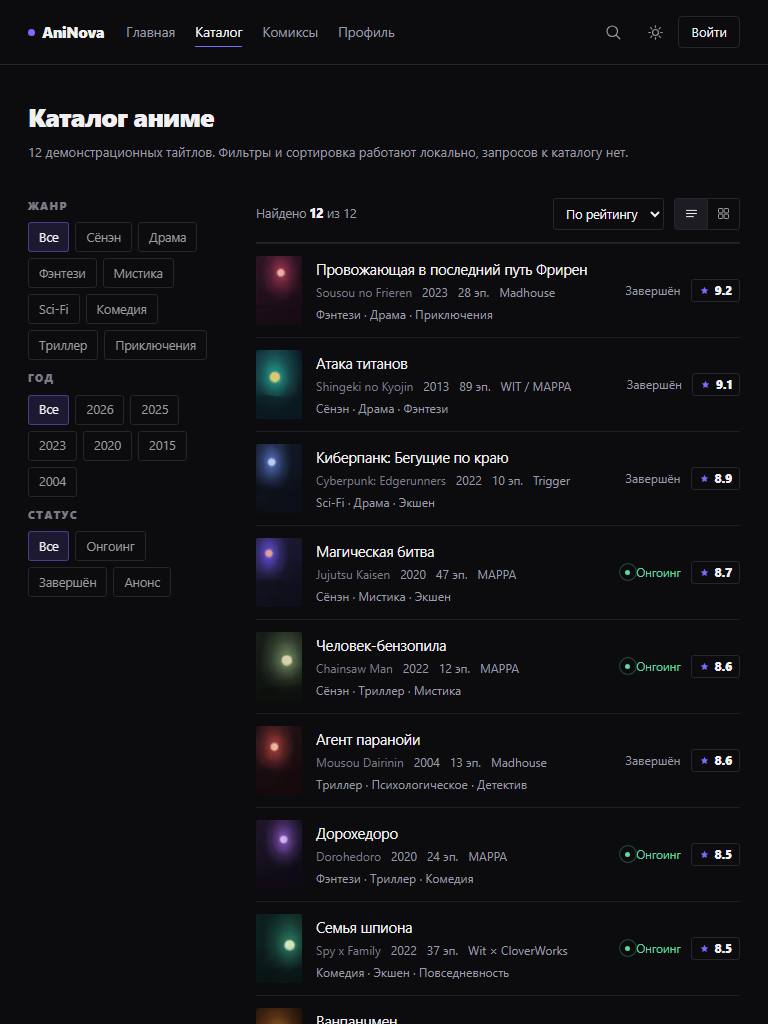 AniNova Главная Каталог Комиксы Профиль Войти
Каталог аниме
12 демонстрационных тайтлов. Фильтры и сортировка работают локально, запросов к каталогу нет.
ЖАНР
Все Сёнэн Драма
Фэнтези Мистика
Sci-Fi Комедия
Триллер Приключения
ГОД
Все 2026 2025
2023 2020 2015
2004
СТАТУС
Все Онгоинг
Завершён Анонс
Найдено 12 из 12 По рейтингу
Провожающая в последний путь Фрирен
Sousou no Frieren 2023 28 эп. Madhouse
Фэнтези · Драма · Приключения
Завершён 9.2
Атака титанов
Shingeki no Kyojin 2013 89 эп. WIT / MAPPA
Сёнэн · Драма · Фэнтези
Завершён 9.1
Киберпанк: Бегущие по краю
Cyberpunk: Edgerunners 2022 10 эп. Trigger
Sci-Fi · Драма · Экшен
Завершён 8.9
Магическая битва
Jujutsu Kaisen 2020 47 эп. MAPPA
Сёнэн · Мистика · Экшен
Онгоинг 8.7
Человек-бензопила
Chainsaw Man 2022 12 эп. MAPPA
Сёнэн · Триллер · Мистика
Онгоинг 8.6
Агент паранойи
Mousou Dairinin 2004 13 эп. Madhouse
Триллер · Психологическое · Детектив
Завершён 8.6
Дорохедоро
Dorohedoro 2020 24 эп. MAPPA
Фэнтези · Триллер · Комедия
Онгоинг 8.5
Семья шпиона
Spy x Family 2022 37 эп. Wit × CloverWorks
Комедия · Экшен · Повседневность
Онгоинг 8.5
Ванпанчмен